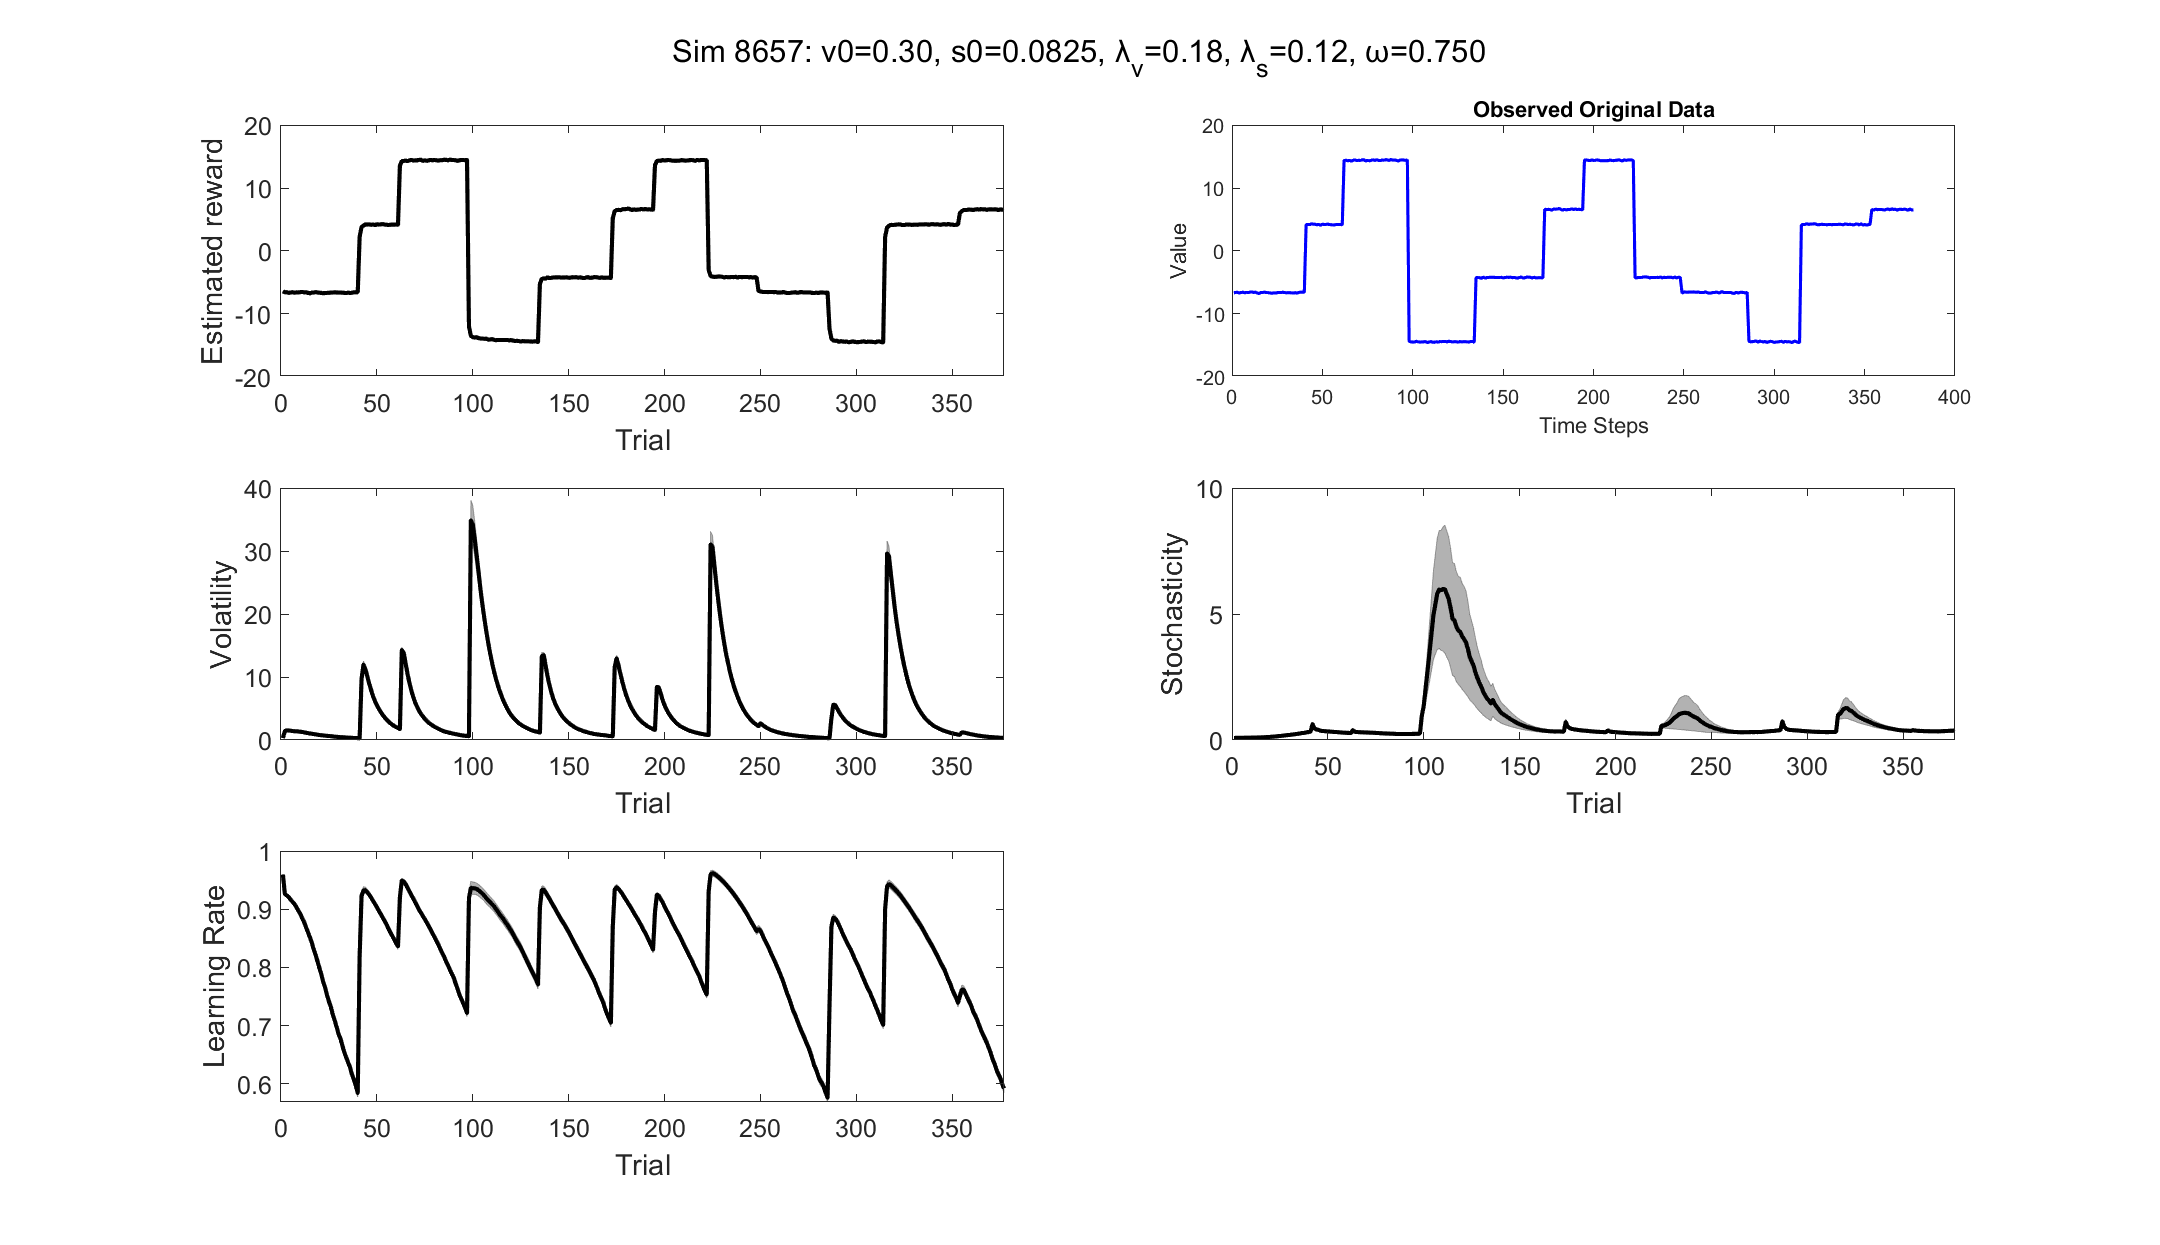 Sim 8657: v0=0.30, s0=0.0825, λ_v=0.18, λ_s=0.12, ω=0.750
20
10
0
-10
-20
Estimated reward
0 50 100 150 200 250 300 350
Trial
Observed Original Data
20
10
0
-10
-20
Value
0 50 100 150 200 250 300 350 400
Time Steps
40
30
20
10
0
Volatility
0 50 100 150 200 250 300 350
Trial
10
5
0
Stochasticity
0 50 100 150 200 250 300 350
Trial
1
0.9
0.8
0.7
0.6
Learning Rate
0 50 100 150 200 250 300 350
Trial